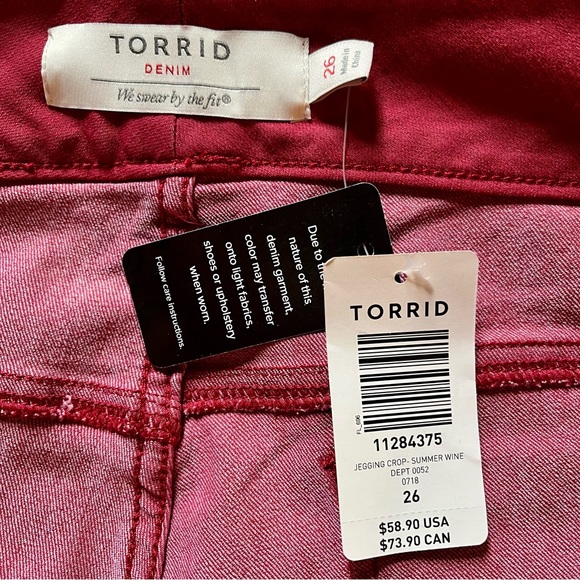 TORRID
DENIM
We swear by the fit®
26
Made in
China
Due to the
nature of this
denim garment,
color may transfer
onto light fabrics,
shoes or upholstery
when worn.
Follow care instructions.
TORRID
FL_696
11284375
JEGGING CROP- SUMMER WINE
DEPT 0052
0718
26
$58.90 USA
$73.90 CAN